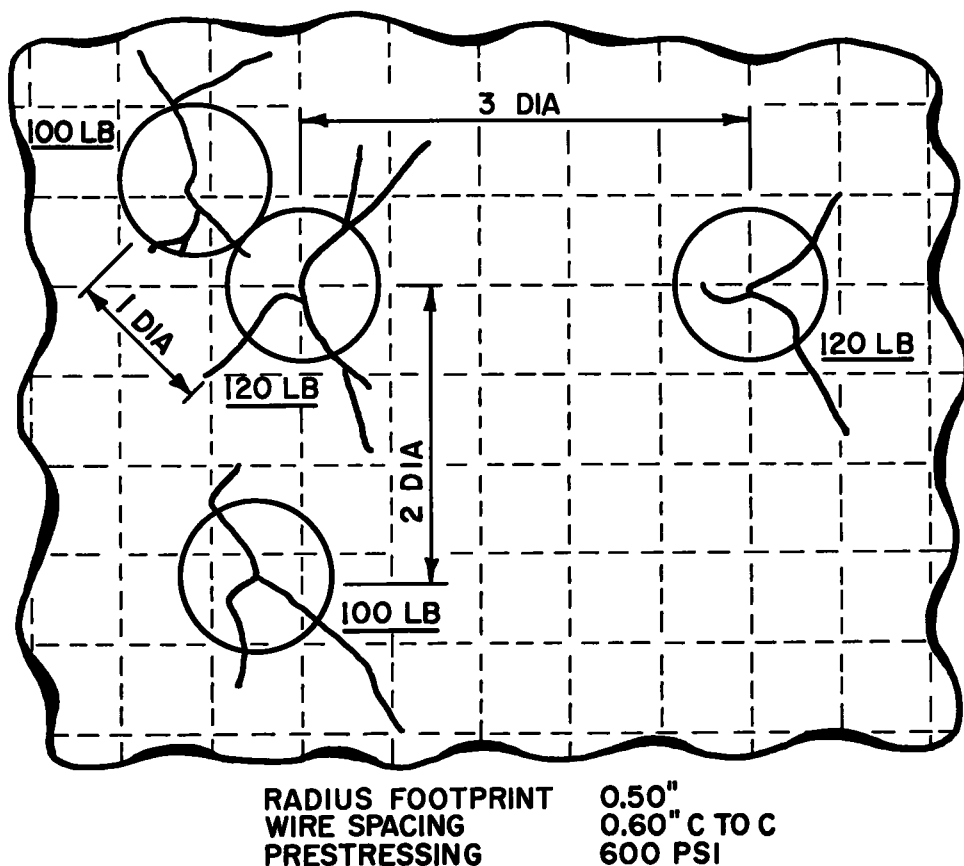 3 DIA
100 LB
1 DIA
120 LB
120 LB
2 DIA
100 LB
RADIUS FOOTPRINT 0.50"
WIRE SPACING 0.60" C TO C
PRESTRESSING 600 PSI